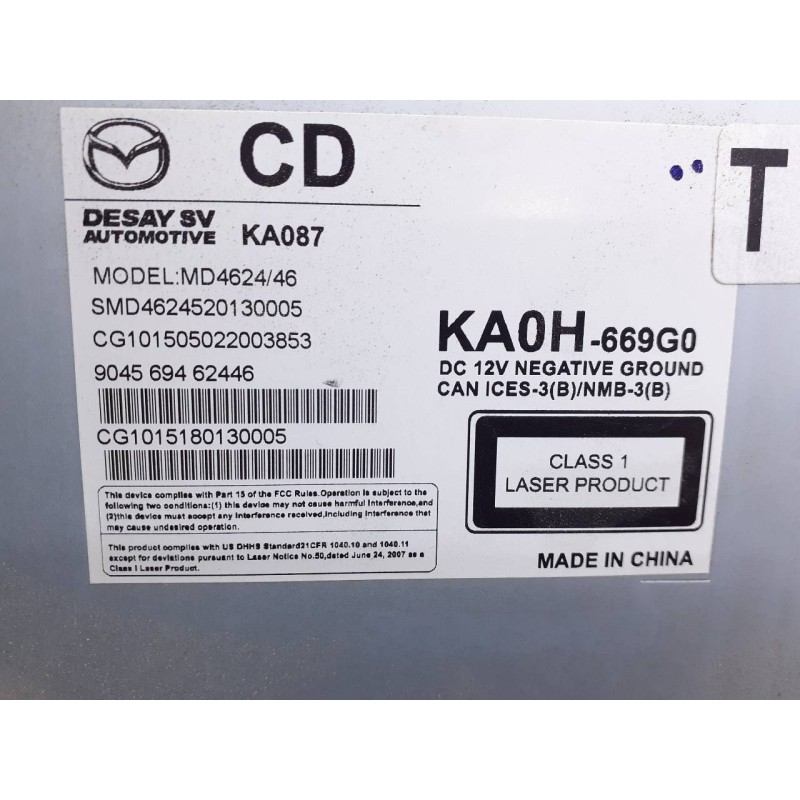 CD
T
DESAY SV
AUTOMOTIVE KA087
MODEL:MD4624/46
SMD4624520130005
CG101505022003853
9045 694 62446
CG1015180130005
This device complies with Part 15 of the FCC Rules.Operation is subject to the
following two conditions:(1) this device may not cause harmful Interference,and
(2)this device must accept any interference received,including interference that
may cause undesired operation.
This product complies with US DHHS Standard21CFR 1040.10 and 1040.11
except for deviations pursuant to Laser Notice No.50,dated June 24, 2007 as a
Class I Laser Product.
KA0H-669G0
DC 12V NEGATIVE GROUND
CAN ICES-3(B)/NMB-3(B)
CLASS 1
LASER PRODUCT
MADE IN CHINA